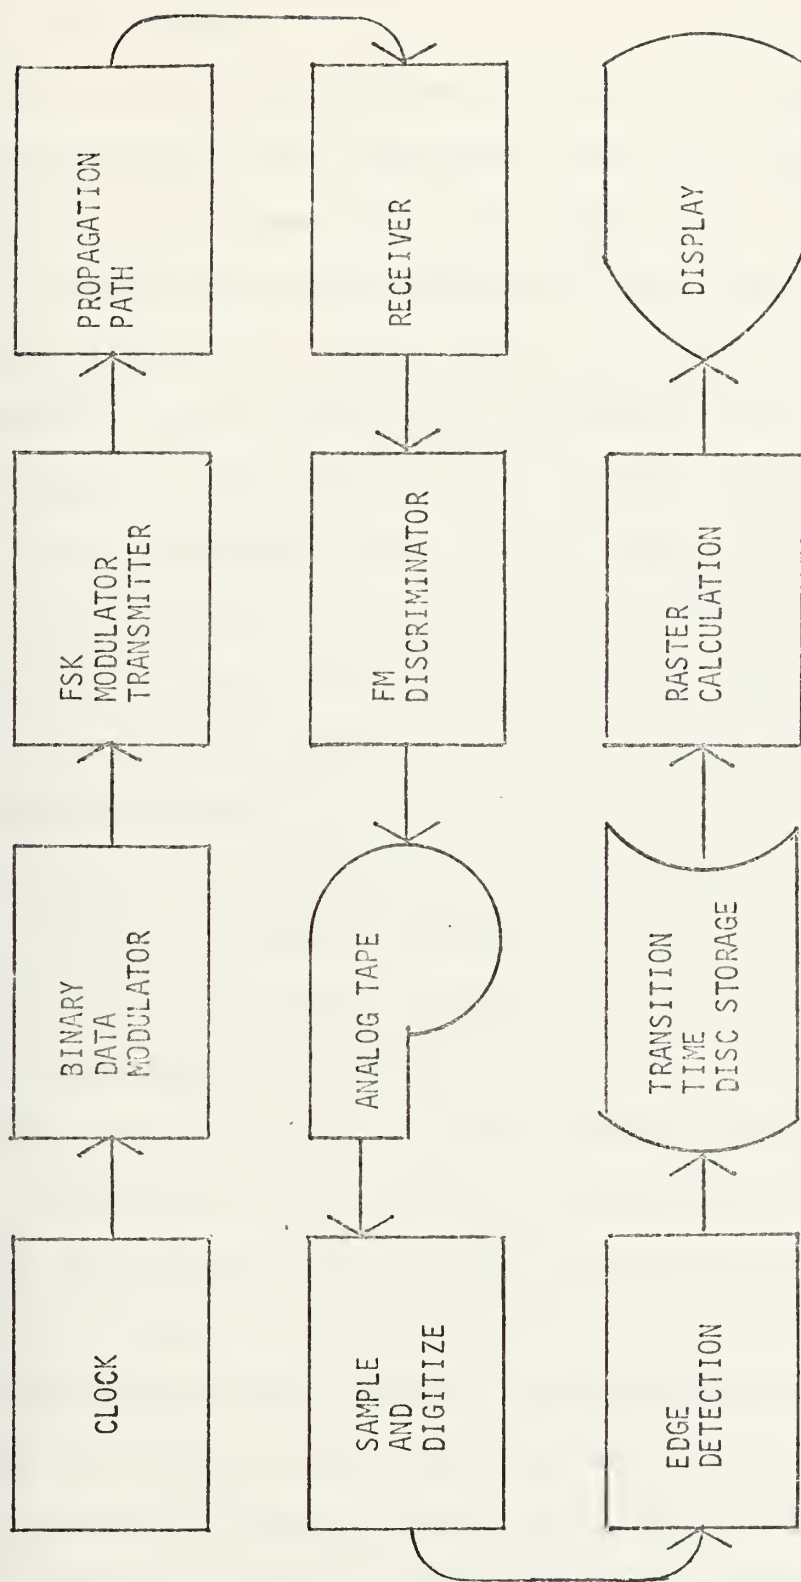 CLOCK
BINARY
DATA
MODULATOR
FSK
MODULATOR
TRANSMITTER
PROPAGATION
PATH
RECEIVER
FM
DISCRIMINATOR
ANALOG TAPE
SAMPLE
AND
DIGITIZE
EDGE
DETECTION
TRANSITION
TIME
DISC STORAGE
RASTER
CALCULATION
DISPLAY